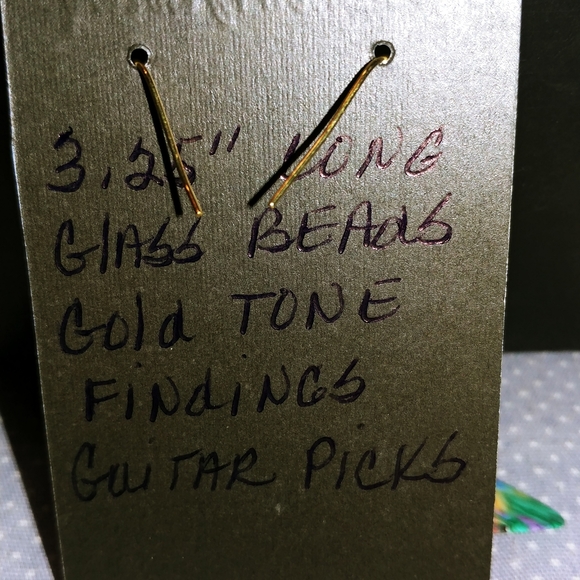 3.25" LONG
GlASS BEAdS
Gold TONE
FiNdiNGS
GuiTAR PiCKS